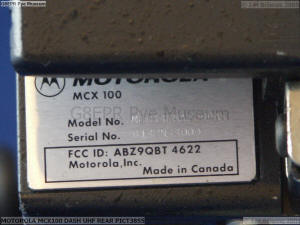 G8EPR Pye Museum
MOTOROLA
MCX 100
G8EPR Pye Museum
Model No.
Serial No.
FCC ID: ABZ9QBT 4622
Motorola,Inc.
Made in Canada
MOTOROLA MCX100 DASH UHF REAR PICT3855